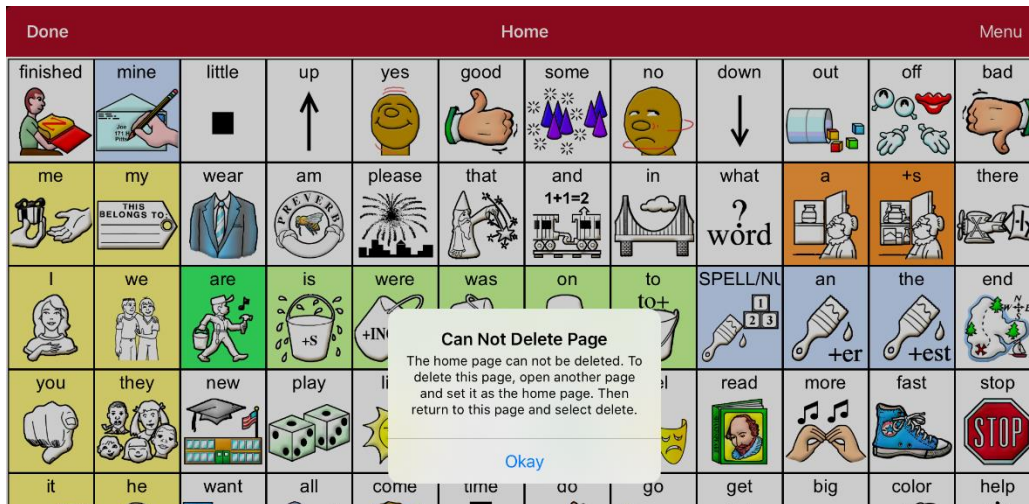 Done Home Menu
finished mine little up yes good some no down out off bad
me my wear am please that and in what a +s there
THIS BELONGS TO:
PREVERB
1+1=2
?
word
I we are is were was on to SPELL/NU an the end
+S
to+
1
2 3
+er
+est
Can Not Delete Page
The home page can not be deleted. To
delete this page, open another page
and set it as the home page. Then
return to this page and select delete.
Okay
you they new play read more fast stop
STOP
it he want all come time do go get big color help